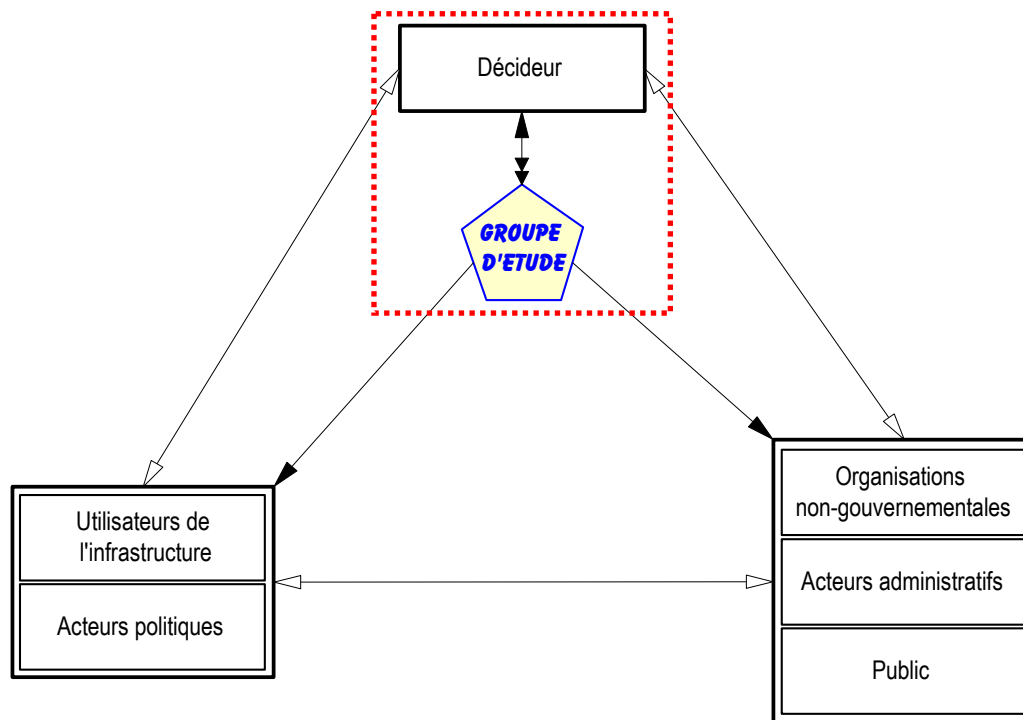 Décideur
GROUPE
D'ETUDE
Utilisateurs de
l'infrastructure
Acteurs politiques
Organisations
non-gouvernementales
Acteurs administratifs
Public